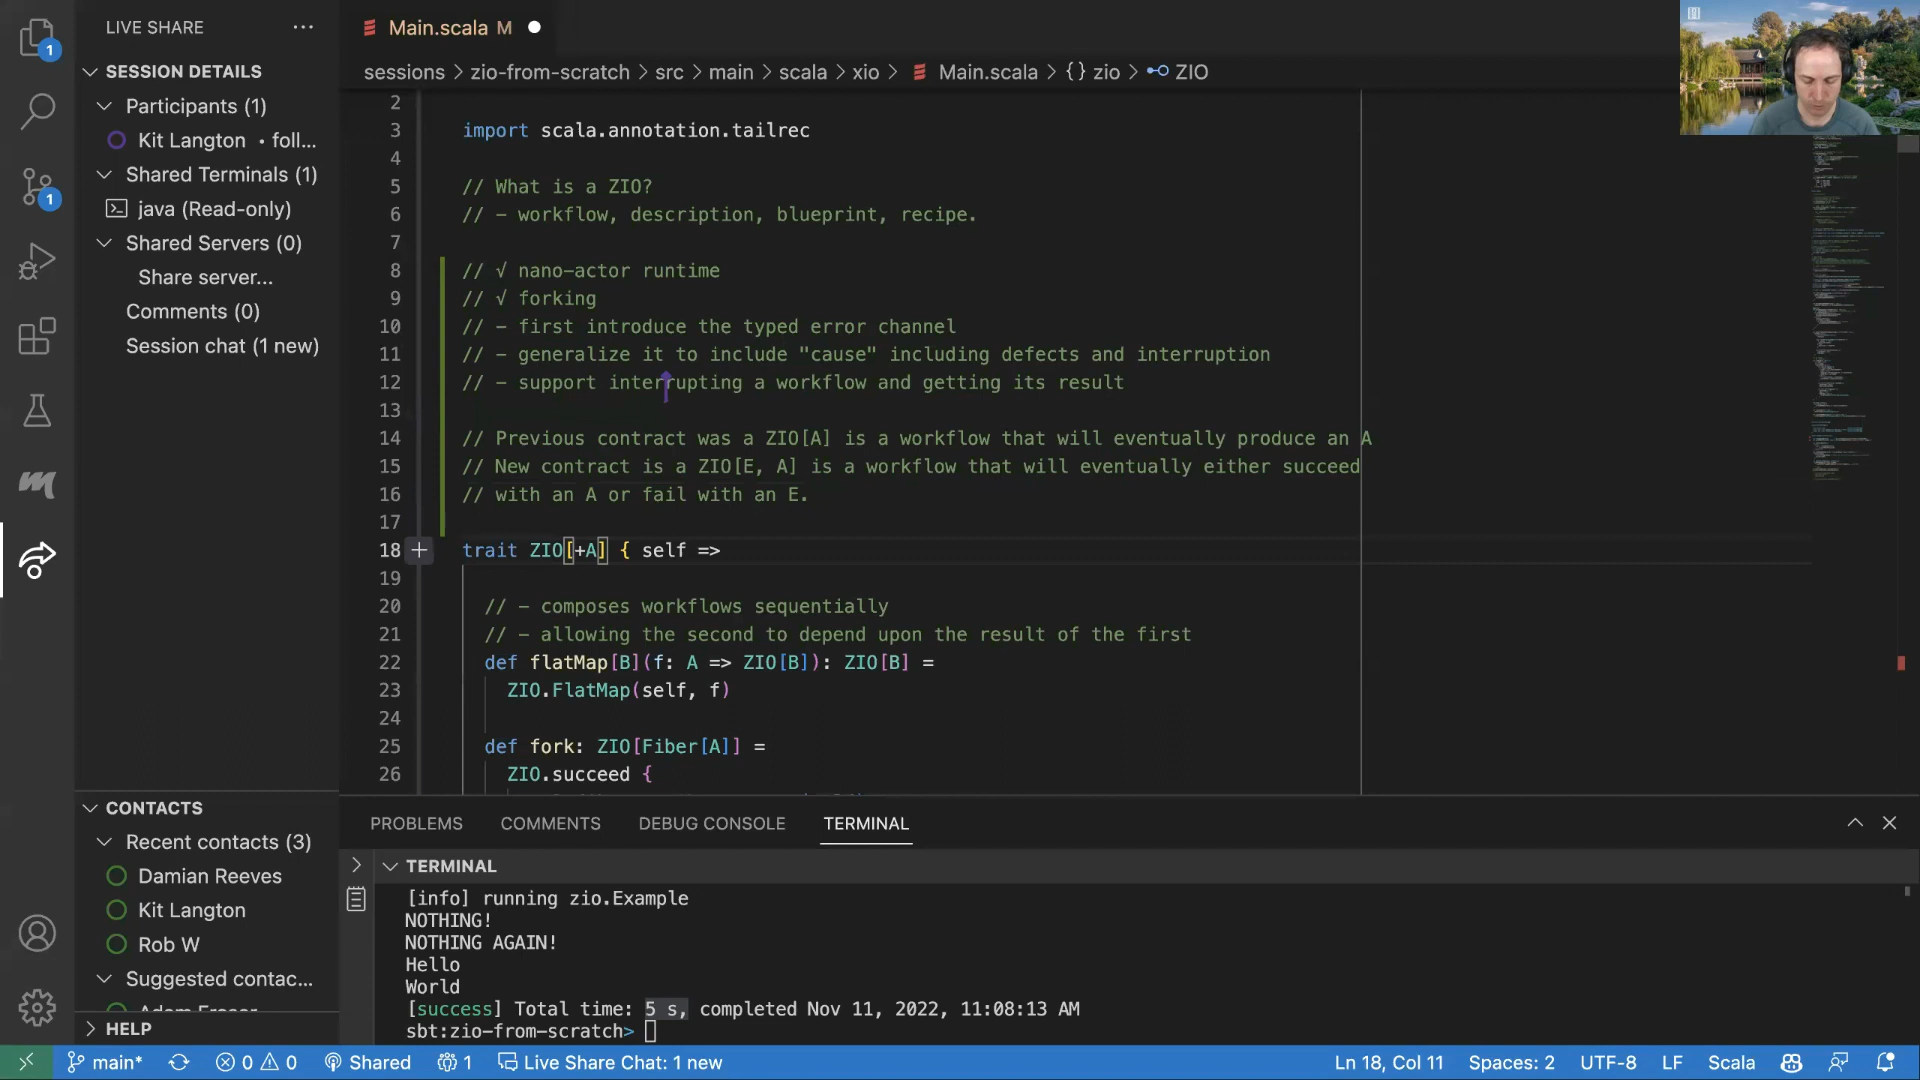 LIVE SHARE
SESSION DETAILS
Participants (1)
Kit Langton • foll...
Shared Terminals (1)
java (Read-only)
Shared Servers (0)
Share server...
Comments (0)
Session chat (1 new)
CONTACTS
Recent contacts (3)
Damian Reeves
Kit Langton
Rob W
Suggested contac...
HELP
1
1
Main.scala M
sessions > zio-from-scratch > src > main > scala > xio > Main.scala > {} zio > ZIO
2
3 import scala.annotation.tailrec
4
5 // What is a ZIO?
6 // - workflow, description, blueprint, recipe.
7
8 // √ nano-actor runtime
9 // √ forking
10 // - first introduce the typed error channel
11 // - generalize it to include "cause" including defects and interruption
12 // - support interrupting a workflow and getting its result
13
14 // Previous contract was a ZIO[A] is a workflow that will eventually produce an A
15 // New contract is a ZIO[E, A] is a workflow that will eventually either succeed
16 // with an A or fail with an E.
17
18 trait ZIO[+A] { self =>
19
20 // - composes workflows sequentially
21 // - allowing the second to depend upon the result of the first
22 def flatMap[B](f: A => ZIO[B]): ZIO[B] =
23 ZIO.FlatMap(self, f)
24
25 def fork: ZIO[Fiber[A]] =
26 ZIO.succeed {
PROBLEMS COMMENTS DEBUG CONSOLE TERMINAL
TERMINAL
[info] running zio.Example
NOTHING!
NOTHING AGAIN!
Hello
World
[success] Total time: 5 s, completed Nov 11, 2022, 11:08:13 AM
sbt:zio-from-scratch>
main* 0 0 Shared 1 Live Share Chat: 1 new Ln 18, Col 11 Spaces: 2 UTF-8 LF Scala